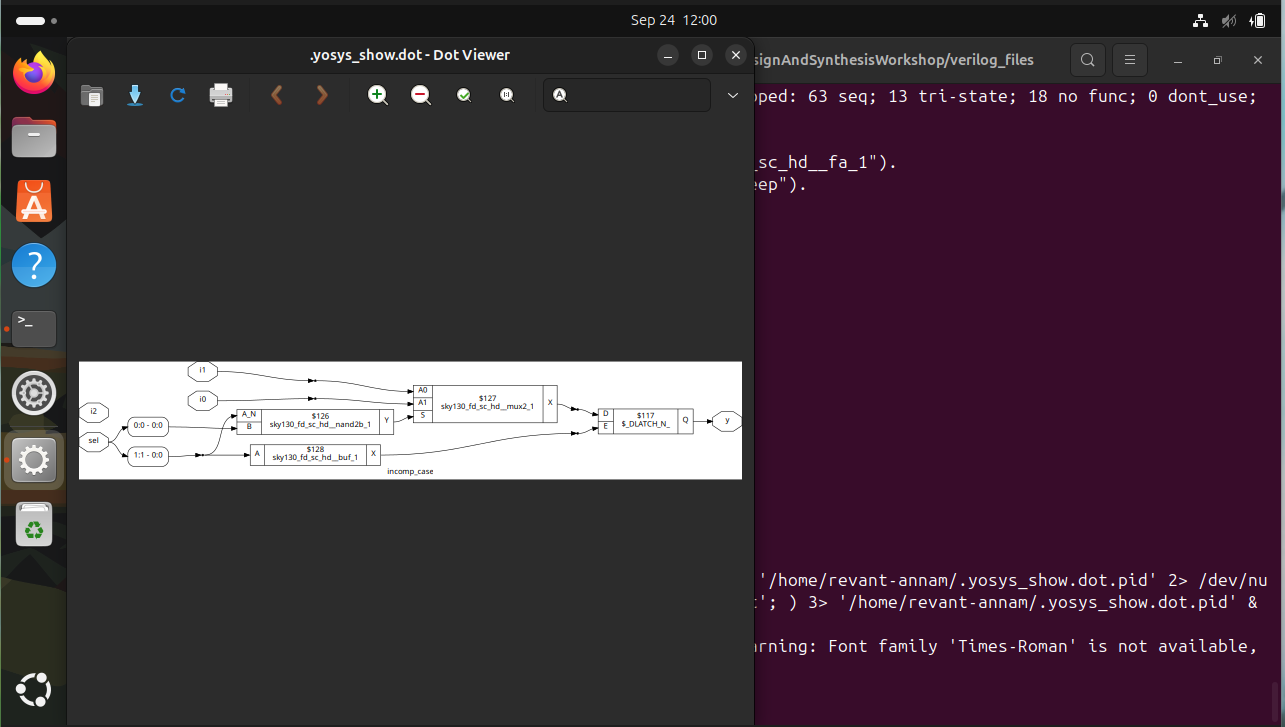 Sep 24 12:00
.yosys_show.dot - Dot Viewer
signAndSynthesisWorkshop/verilog_files
pped: 63 seq; 13 tri-state; 18 no func; 0 dont_use;
_sc_hd__fa_1").
eep").
i1
i0
i2
sel
0:0 - 0:0
1:1 - 0:0
A_N
B
$126
sky130_fd_sc_hd__nand2b_1
Y
A
$128
sky130_fd_sc_hd__buf_1
X
A0
A1
S
$127
sky130_fd_sc_hd__mux2_1
X
D
E
$117
$_DLATCH_N_
Q
y
incomp_case
'/home/revant-annam/.yosys_show.dot.pid' 2> /dev/nu
t'; ) 3> '/home/revant-annam/.yosys_show.dot.pid' &
arning: Font family 'Times-Roman' is not available,